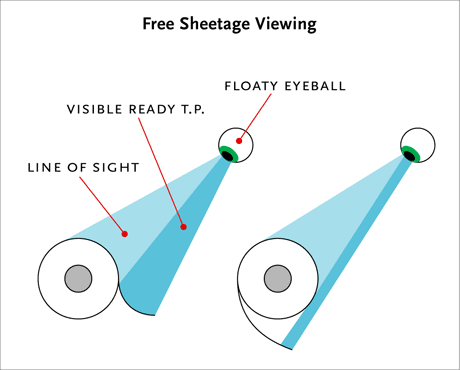 Free Sheetage Viewing
FLOATY EYEBALL
VISIBLE READY T.P.
LINE OF SIGHT